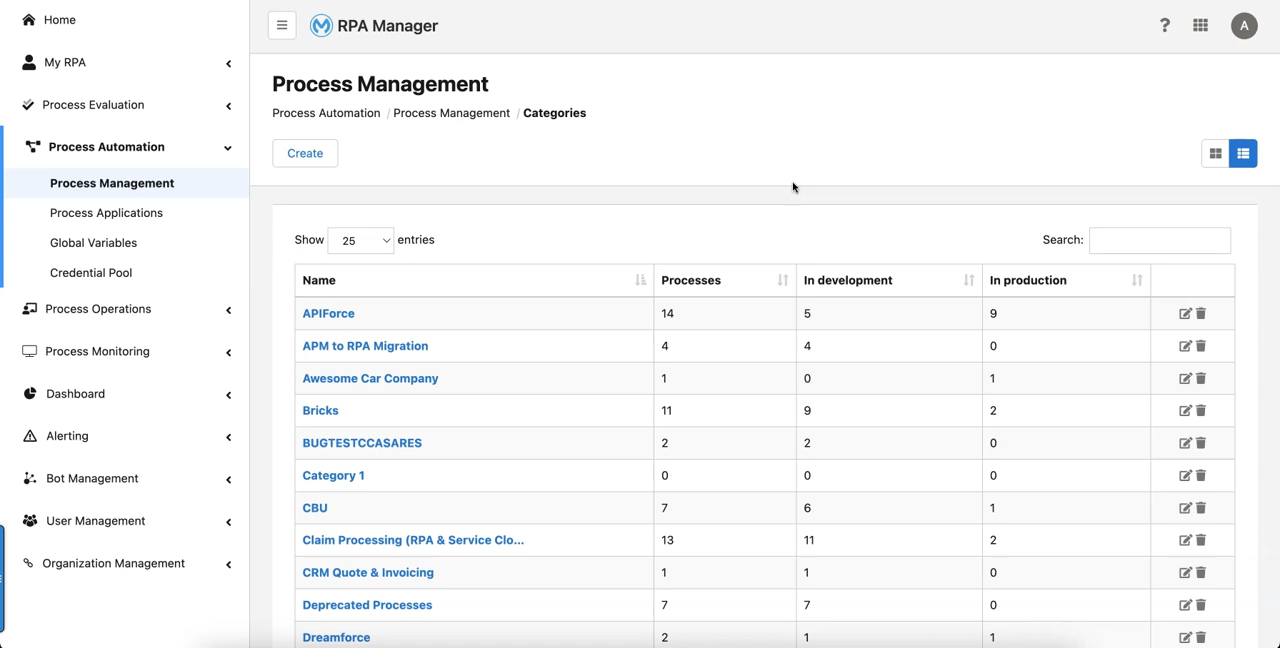 Home
My RPA
Process Evaluation
Process Automation
Process Management
Process Applications
Global Variables
Credential Pool
Process Operations
Process Monitoring
Dashboard
Alerting
Bot Management
User Management
Organization Management
RPA Manager
? A
Process Management
Process Automation / Process Management / Categories
Create
Show 25 entries Search:
Name Processes In development In production
APIForce 14 5 9
APM to RPA Migration 4 4 0
Awesome Car Company 1 0 1
Bricks 11 9 2
BUGTESTCCASARES 2 2 0
Category 1 0 0 0
CBU 7 6 1
Claim Processing (RPA & Service Clo... 13 11 2
CRM Quote & Invoicing 1 1 0
Deprecated Processes 7 7 0
Dreamforce 2 1 1